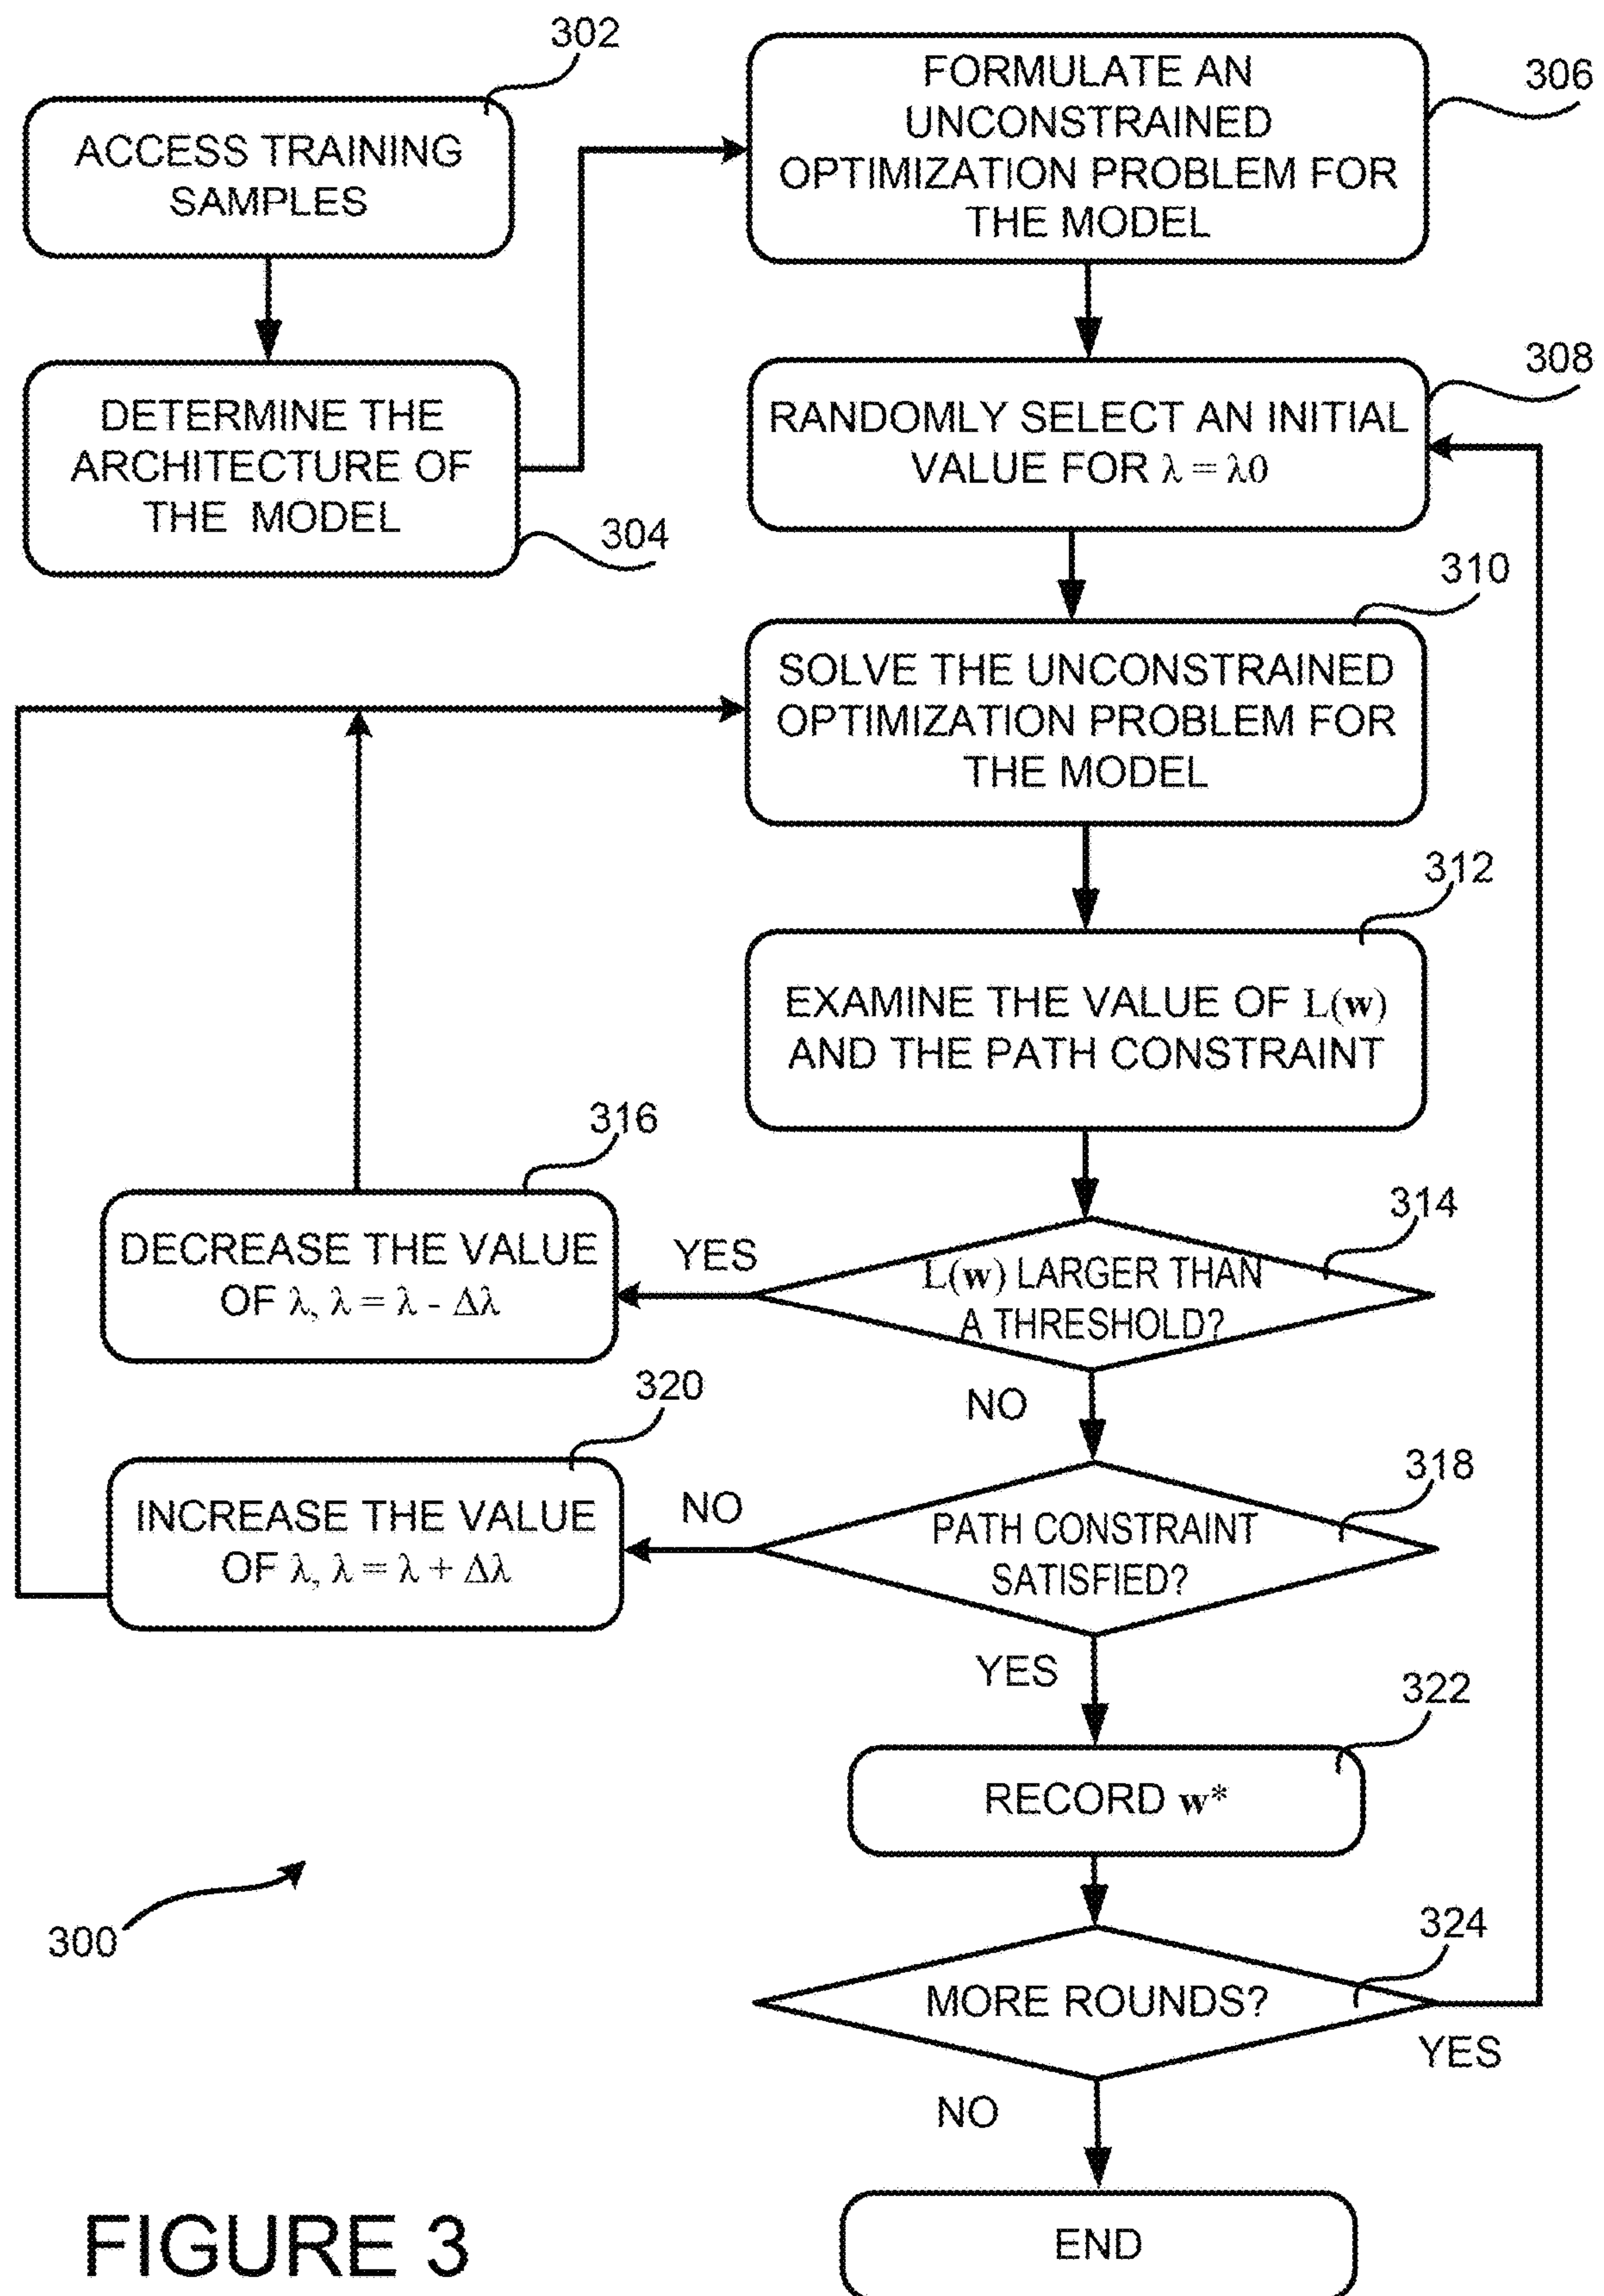 302
ACCESS TRAINING
SAMPLES
DETERMINE THE
ARCHITECTURE OF
THE MODEL
304
FORMULATE AN
UNCONSTRAINED
OPTIMIZATION PROBLEM FOR
THE MODEL
306
RANDOMLY SELECT AN INITIAL
VALUE FOR λ = λ0
308
310
SOLVE THE UNCONSTRAINED
OPTIMIZATION PROBLEM FOR
THE MODEL
312
EXAMINE THE VALUE OF L(w)
AND THE PATH CONSTRAINT
314
L(w) LARGER THAN
A THRESHOLD?
YES
316
DECREASE THE VALUE
OF λ, λ = λ - Δλ
NO
318
PATH CONSTRAINT
SATISFIED?
NO
320
INCREASE THE VALUE
OF λ, λ = λ + Δλ
YES
322
RECORD w*
324
MORE ROUNDS?
YES
NO
END
300
FIGURE 3